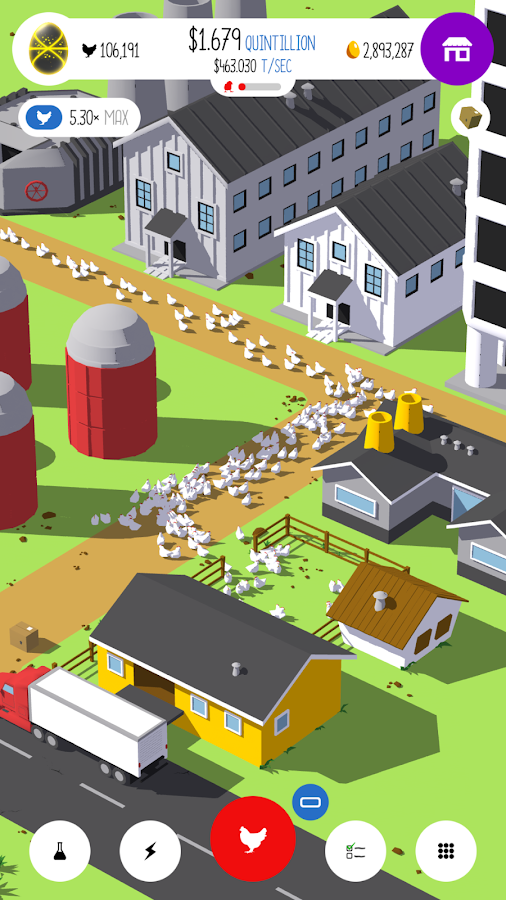 106,191
$1.679 QUINTILLION
2,893,287
$463.030 T/SEC
5.30× MAX